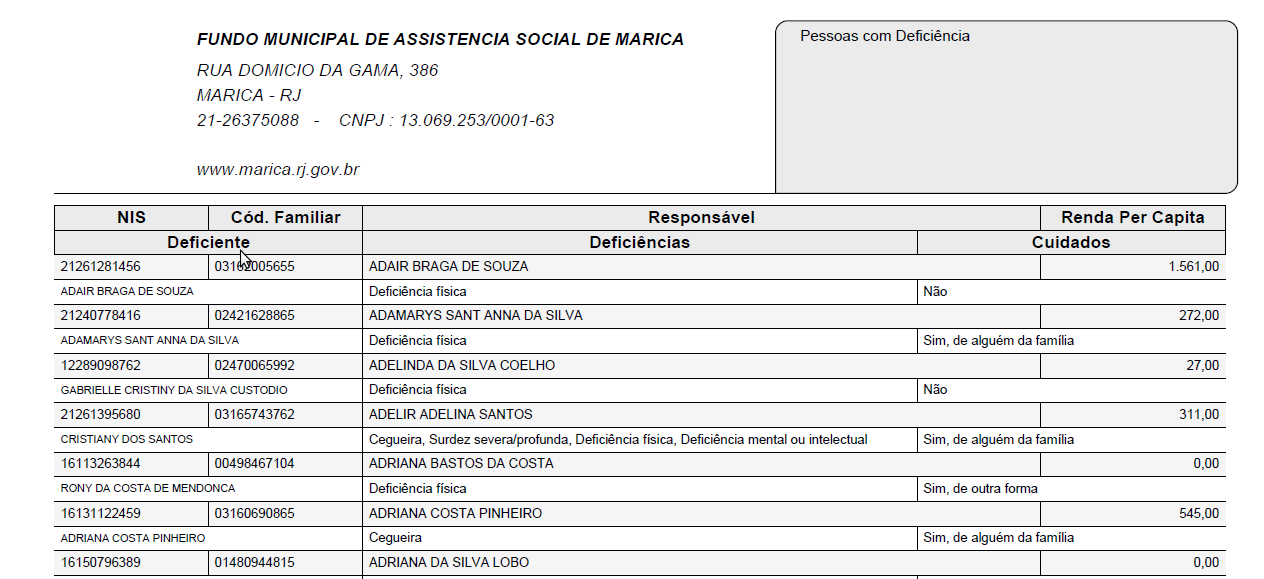 FUNDO MUNICIPAL DE ASSISTENCIA SOCIAL DE MARICA
RUA DOMICIO DA GAMA, 386
MARICA - RJ
21-26375088 - CNPJ : 13.069.253/0001-63
www.marica.rj.gov.br
Pessoas com Deficiência
NIS Cód. Familiar Responsável Renda Per Capita
Deficiente Deficiências Cuidados
21261281456 03162005655 ADAIR BRAGA DE SOUZA 1.561,00
ADAIR BRAGA DE SOUZA Deficiência física Não
21240778416 02421628865 ADAMARYS SANT ANNA DA SILVA 272,00
ADAMARYS SANT ANNA DA SILVA Deficiência física Sim, de alguém da família
12289098762 02470065992 ADELINDA DA SILVA COELHO 27,00
GABRIELLE CRISTINY DA SILVA CUSTODIO Deficiência física Não
21261395680 03165743762 ADELIR ADELINA SANTOS 311,00
CRISTIANY DOS SANTOS Cegueira, Surdez severa/profunda, Deficiência física, Deficiência mental ou intelectual Sim, de alguém da família
16113263844 00498467104 ADRIANA BASTOS DA COSTA 0,00
RONY DA COSTA DE MENDONCA Deficiência física Sim, de outra forma
16131122459 03160690865 ADRIANA COSTA PINHEIRO 545,00
ADRIANA COSTA PINHEIRO Cegueira Sim, de alguém da família
16150796389 01480944815 ADRIANA DA SILVA LOBO 0,00